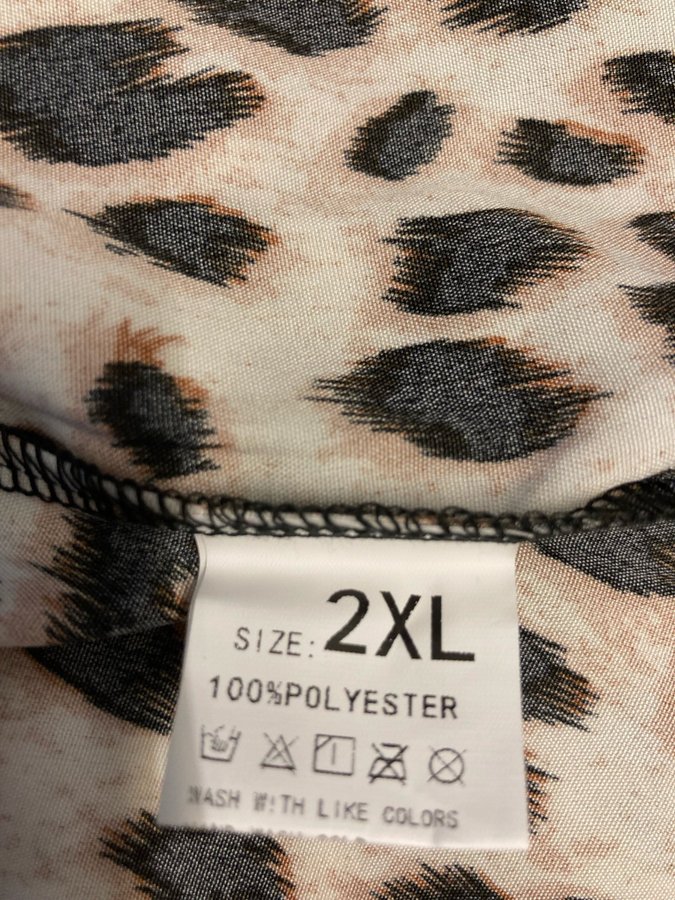 SIZE: 2XL
100%POLYESTER
WASH WITH LIKE COLORS